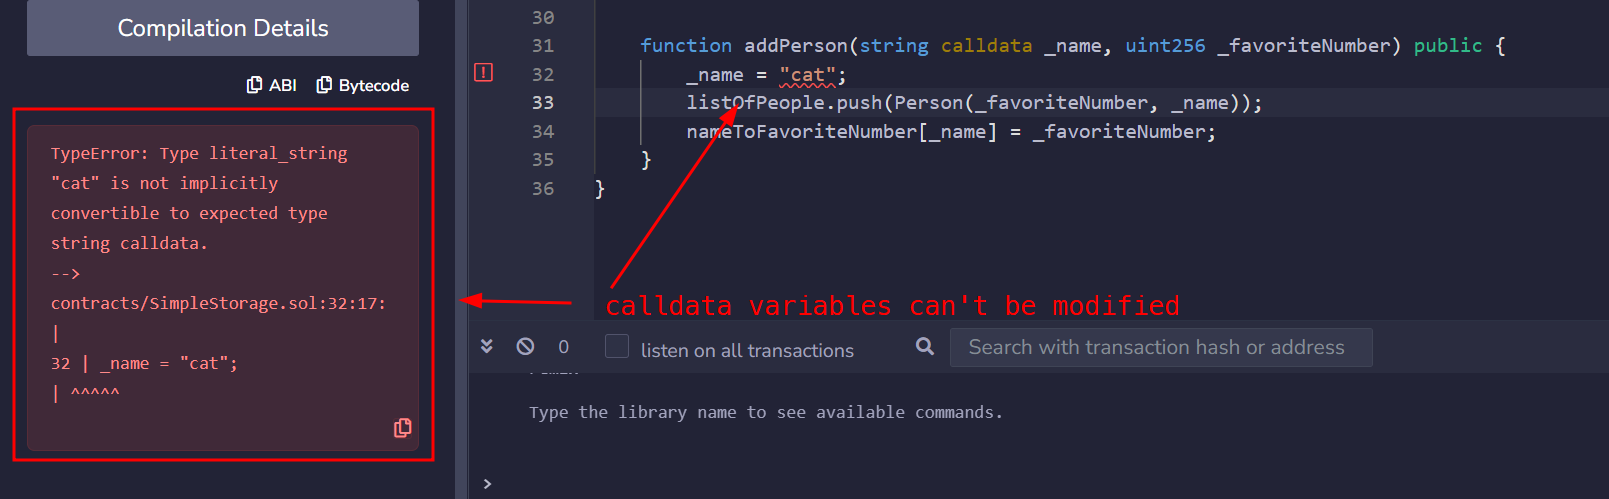 Compilation Details
ABI Bytecode
TypeError: Type literal_string
"cat" is not implicitly
convertible to expected type
string calldata.
-->
contracts/SimpleStorage.sol:32:17:
|
32 | _name = "cat";
| ^^^^^
30
31 function addPerson(string calldata _name, uint256 _favoriteNumber) public {
32 _name = "cat";
33 listOfPeople.push(Person(_favoriteNumber, _name));
34 nameToFavoriteNumber[_name] = _favoriteNumber;
35 }
36 }
calldata variables can't be modified
0 listen on all transactions Search with transaction hash or address
Type the library name to see available commands.
>